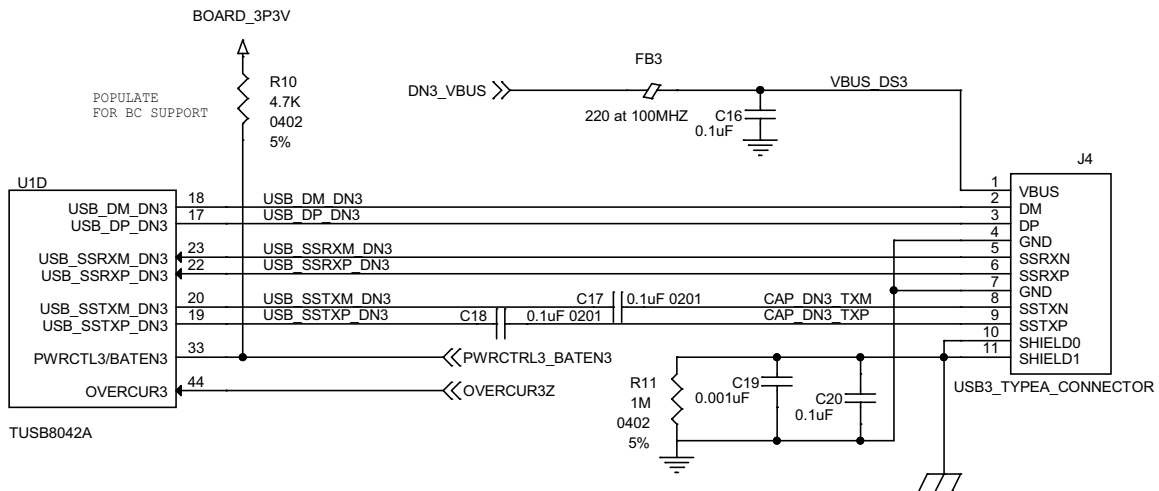 BOARD_3P3V
R10
4.7K
0402
5%
POPULATE
FOR BC SUPPORT
FB3
DN3_VBUS
220 at 100MHZ
VBUS_DS3
C16
0.1uF
J4
U1D
USB_DM_DN3
18
USB_DM_DN3
USB_DP_DN3
17
USB_DP_DN3
USB_SSRXM_DN3
23
USB_SSRXM_DN3
USB_SSRXP_DN3
22
USB_SSRXP_DN3
USB_SSTXM_DN3
20
USB_SSTXM_DN3
C17
0.1uF 0201
CAP_DN3_TXM
USB_SSTXP_DN3
19
USB_SSTXP_DN3
C18
0.1uF 0201
CAP_DN3_TXP
PWRCTL3/BATEN3
33
PWRCTRL3_BATEN3
OVERCUR3
44
OVERCUR3Z
TUSB8042A
1
VBUS
2
DM
3
DP
4
GND
5
SSRXN
6
SSRXP
7
GND
8
SSTXN
9
SSTXP
10
SHIELD0
11
SHIELD1
USB3_TYPEA_CONNECTOR
R11
1M
0402
5%
C19
0.001uF
C20
0.1uF